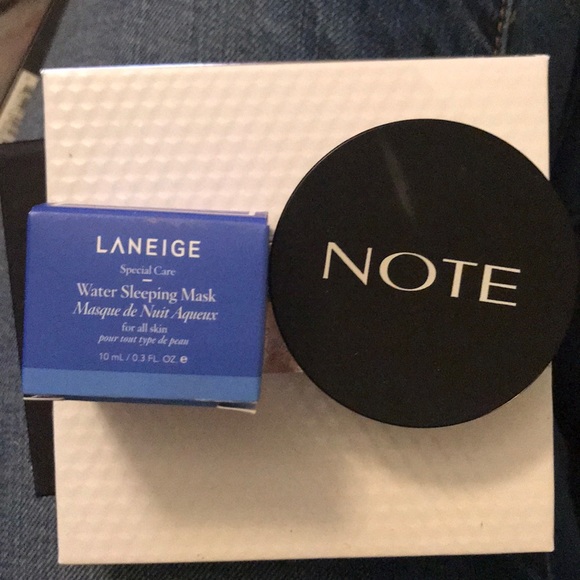 LANEIGE
Special Care
Water Sleeping Mask
Masque de Nuit Aqueux
for all skin
pour tout type de peau
10 mL / 0.3 FL. OZ. e
NOTE